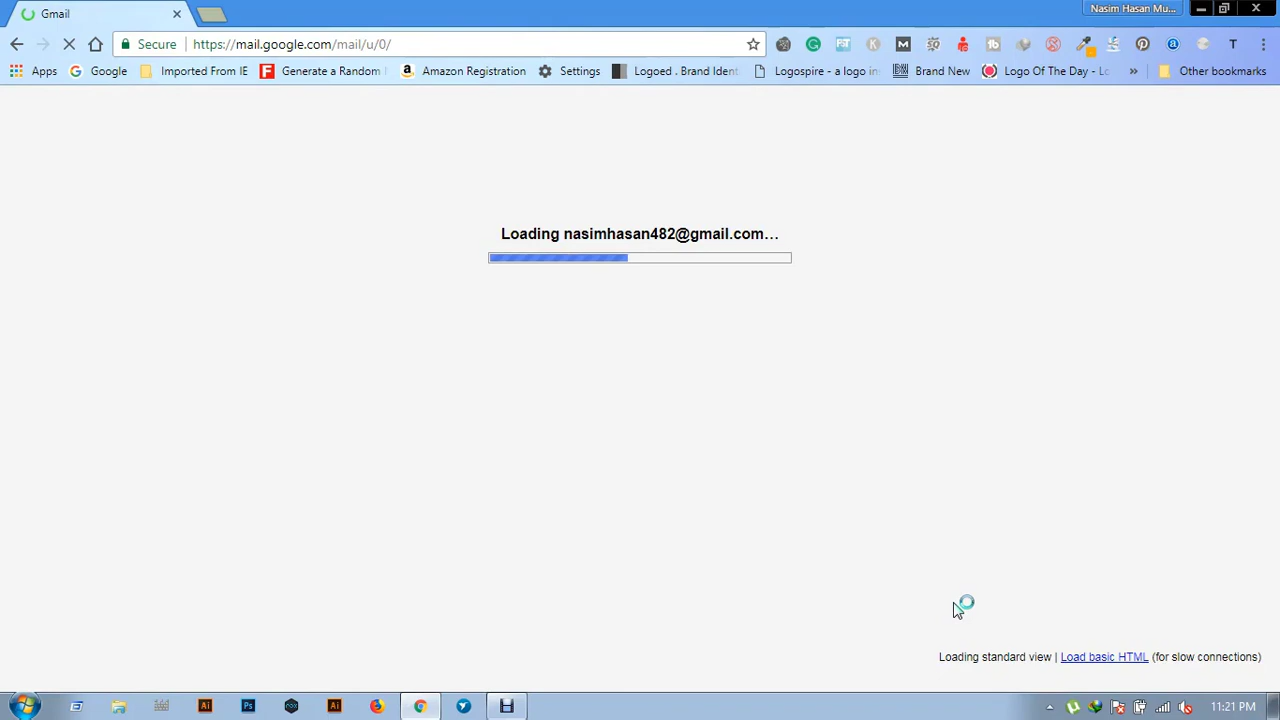 Gmail
Nasim Hasan Mu...
Secure
https://mail.google.com/mail/u/0/
Apps
Google
Imported From IE
Generate a Random
Amazon Registration
Settings
Logoed . Brand Ident
Logospire - a logo in
Brand New
Logo Of The Day - Lo
»
Other bookmarks
Loading nasimhasan482@gmail.com…
Loading standard view | Load basic HTML (for slow connections)
11:21 PM